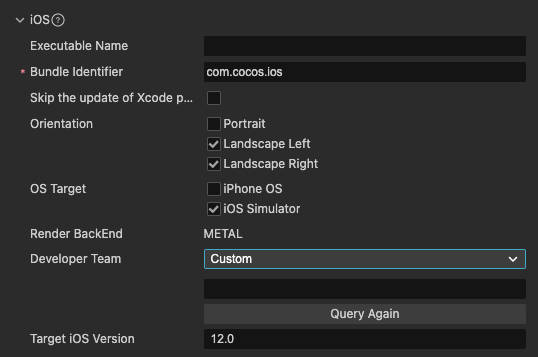 iOS ?
Executable Name
* Bundle Identifier com.cocos.ios
Skip the update of Xcode p...
Orientation Portrait
Landscape Left
Landscape Right
OS Target iPhone OS
iOS Simulator
Render BackEnd METAL
Developer Team Custom
Query Again
Target iOS Version 12.0